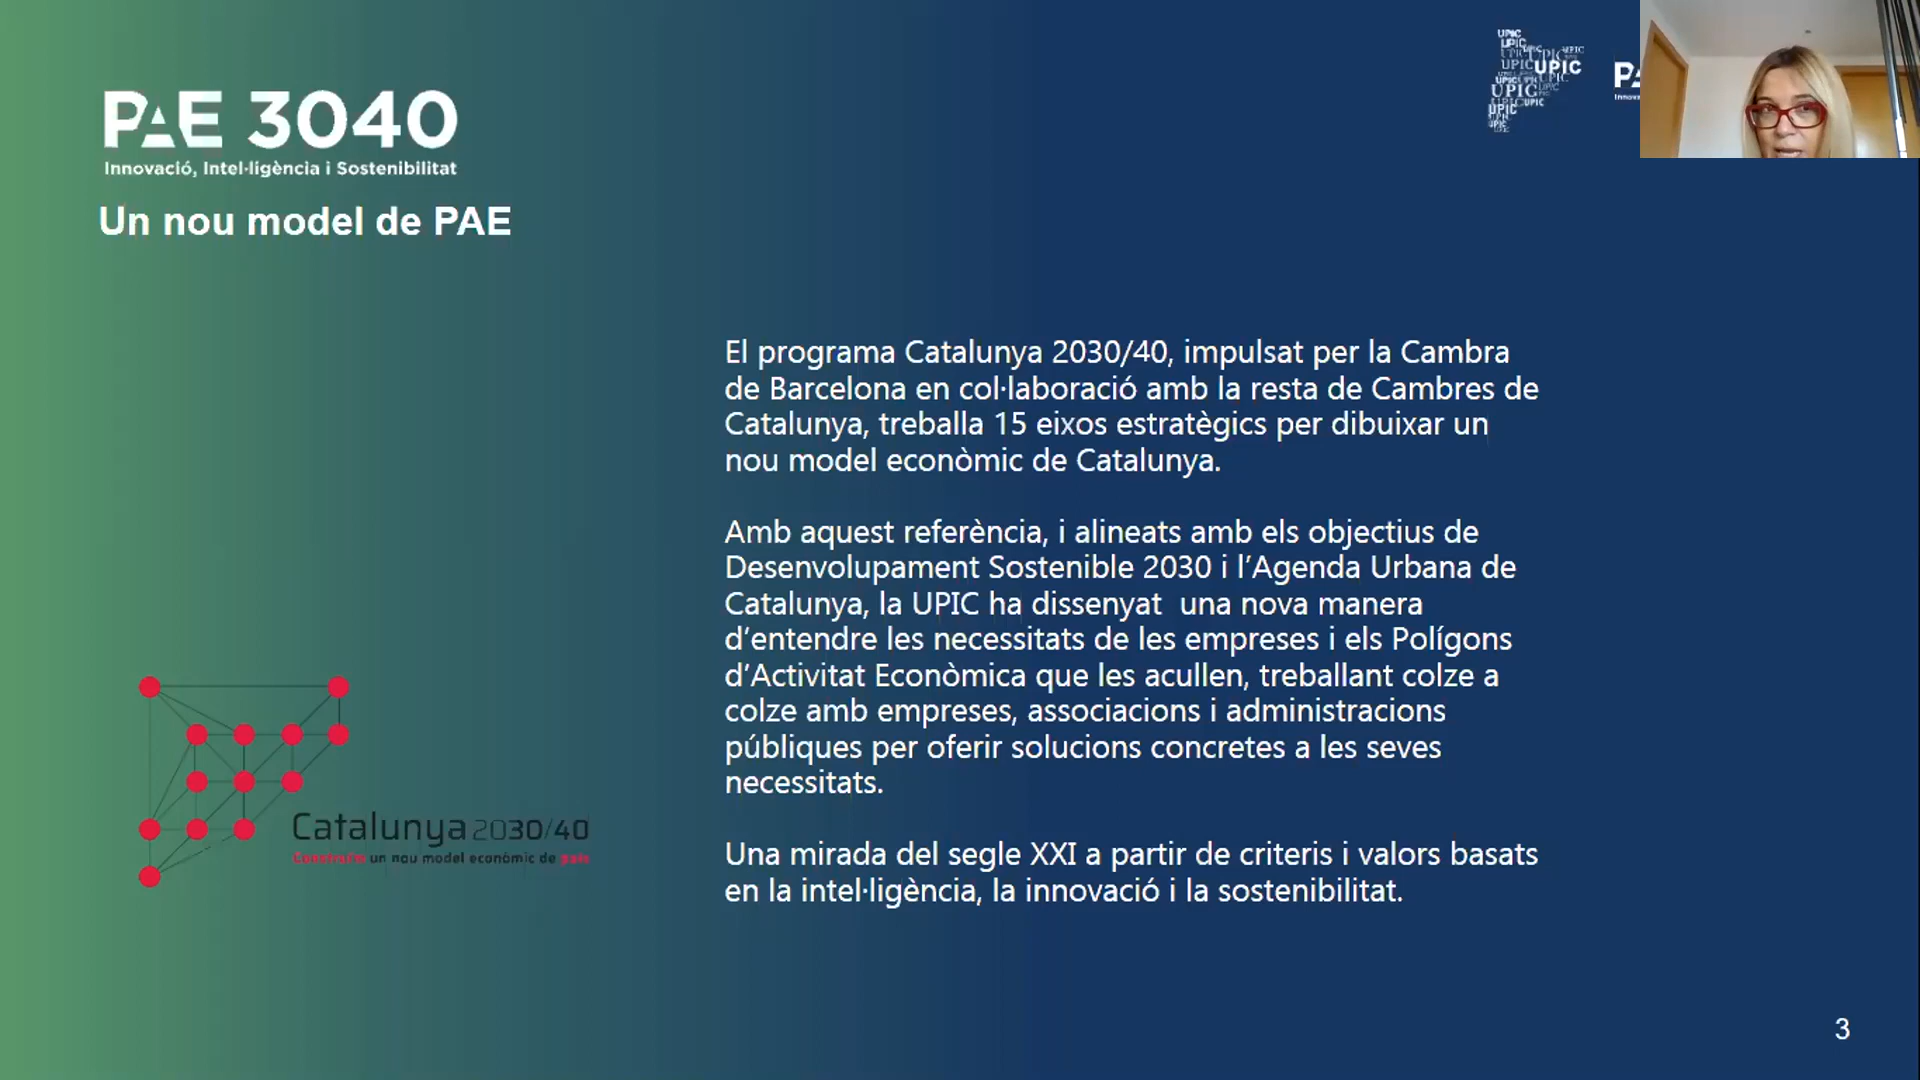 PAE 3040
Innovació, Intel·ligència i Sostenibilitat
Un nou model de PAE
UPIC
El programa Catalunya 2030/40, impulsat per la Cambra
de Barcelona en col·laboració amb la resta de Cambres de
Catalunya, treballa 15 eixos estratègics per dibuixar un
nou model econòmic de Catalunya.
Amb aquest referència, i alineats amb els objectius de
Desenvolupament Sostenible 2030 i l’Agenda Urbana de
Catalunya, la UPIC ha dissenyat una nova manera
d’entendre les necessitats de les empreses i els Polígons
d’Activitat Econòmica que les acullen, treballant colze a
colze amb empreses, associacions i administracions
públiques per oferir solucions concretes a les seves
necessitats.
Una mirada del segle XXI a partir de criteris i valors basats
en la intel·ligència, la innovació i la sostenibilitat.
Catalunya 2030/40
Construïm un nou model econòmic de país
3